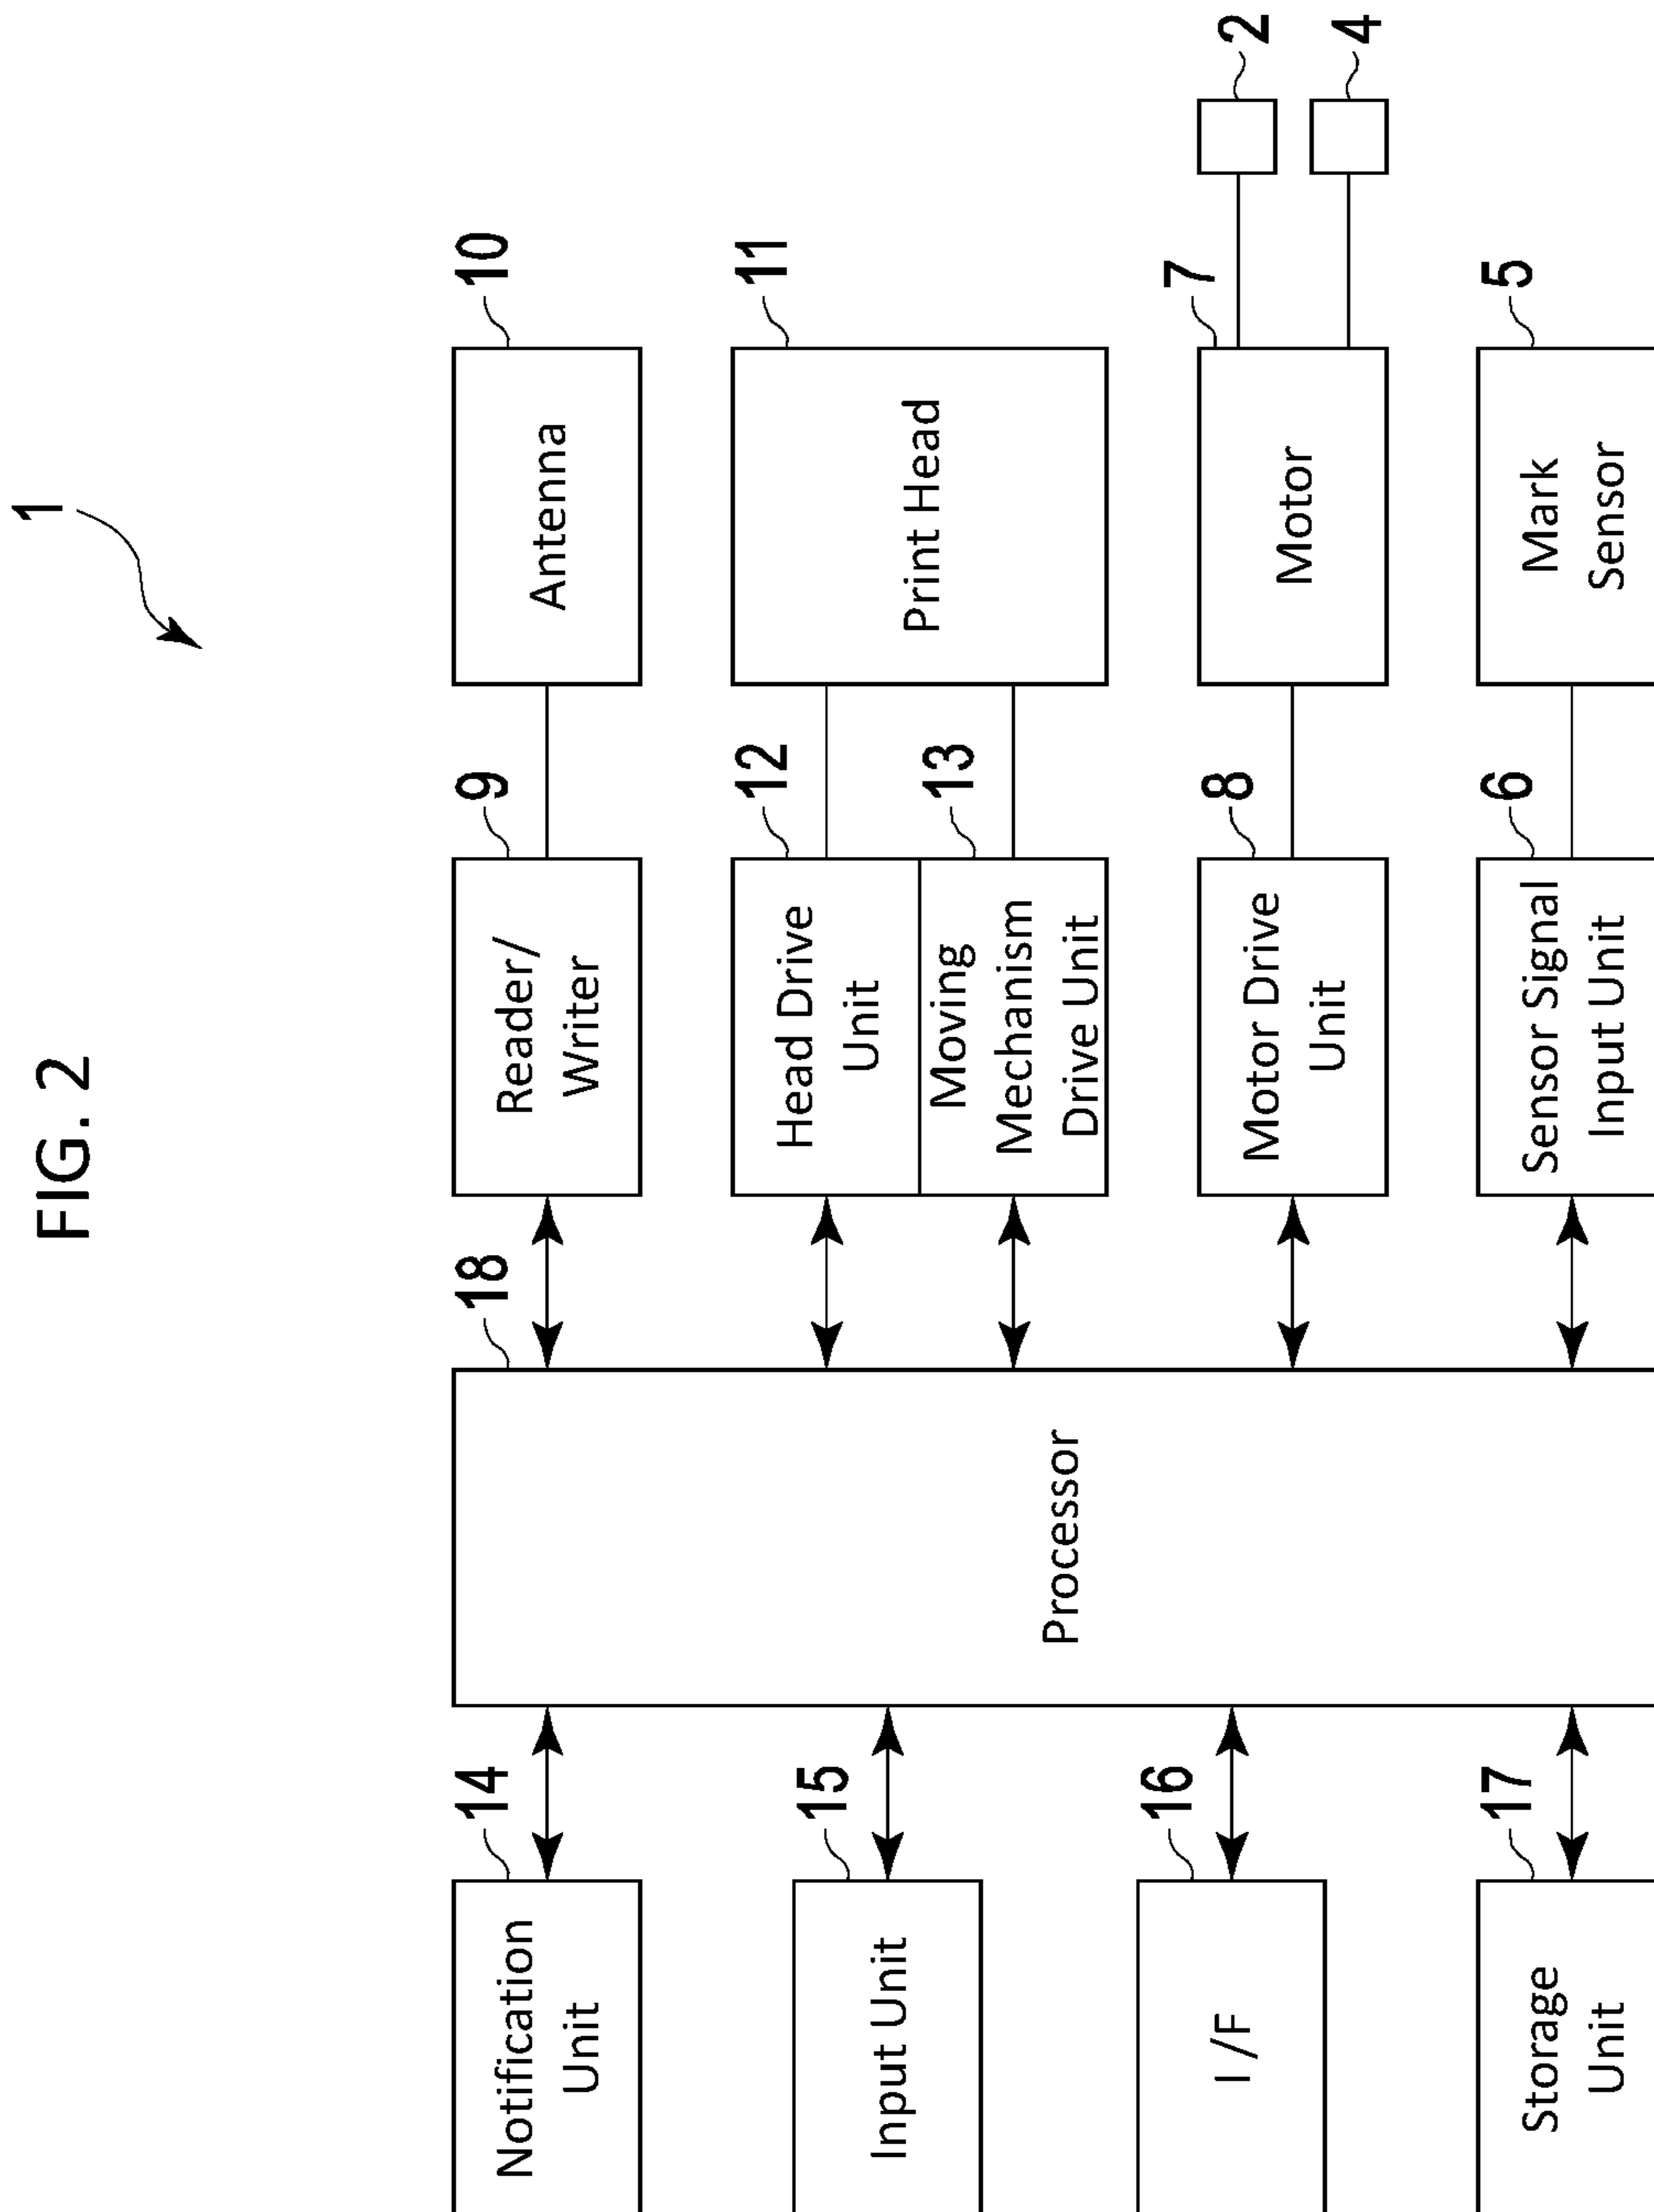 FIG. 2
1
14
Notification
Unit
15
Input Unit
16
I/F
17
Storage
Unit
18
Processor
9
Reader/
Writer
12
Head Drive
Unit
13
Moving
Mechanism
Drive Unit
8
Motor Drive
Unit
6
Sensor Signal
Input Unit
10
Antenna
11
Print Head
7
Motor
5
Mark
Sensor
2
4